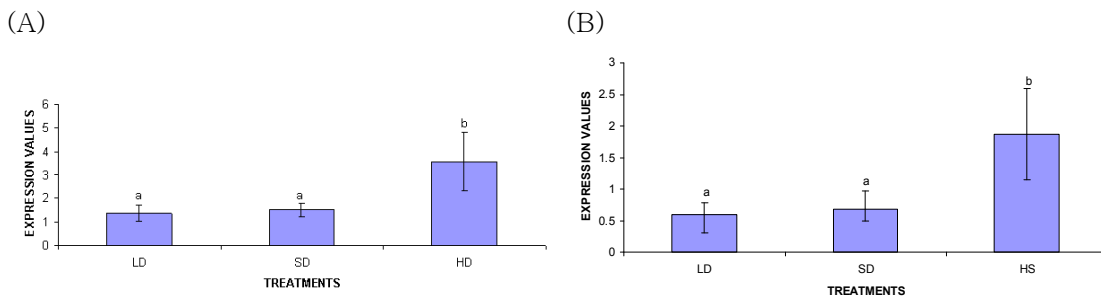 (A)
EXPRESSION VALUES
6
5
4
3
2
1
0
a
a
b
LD
SD
HD
TREATMENTS
(B)
EXPRESSION VALUES
3
2.5
2
1.5
1
0.5
0
a
a
b
LD
SD
HS
TREATMENTS